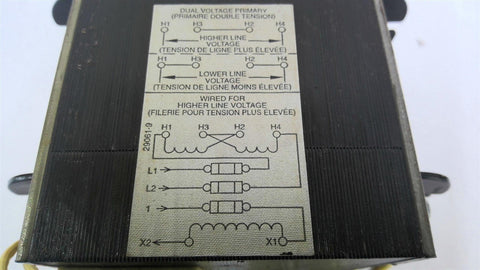 DUAL VOLTAGE PRIMARY
(PRIMAIRE DOUBLE TENSION)
H1 H3 H2 H4
HIGHER LINE
VOLTAGE
(TENSION DE LIGNE PLUS ÉLEVÉE)
H1 H3 H2 H4
LOWER LINE
VOLTAGE
(TENSION DE LIGNE MOINS ÉLEVÉE)
WIRED FOR
HIGHER LINE VOLTAGE
(FILERIE POUR TENSION PLUS ÉLEVÉE)
29061-9
H1 H3 H2 H4
L1
L2
1
X2 X1